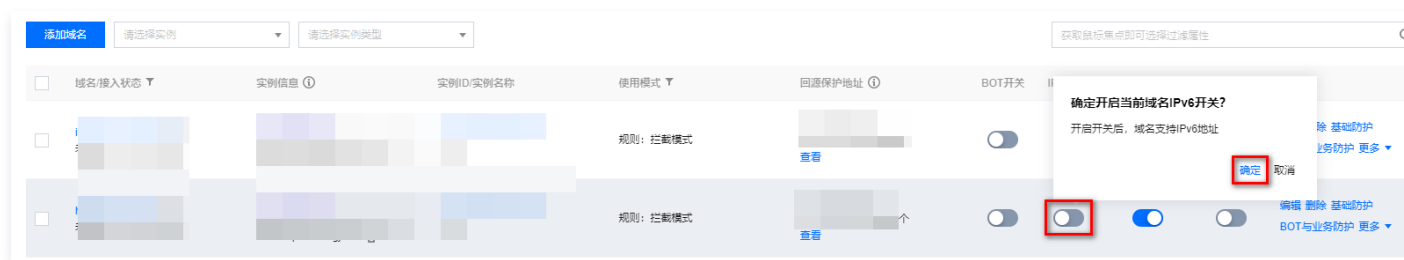 添加域名 请选择实例 请选择实例类型 获取鼠标焦点即可选择过滤属性
域名/接入状态 实例信息 实例ID/实例名称 使用模式 回源保护地址 BOT开关
确定开启当前域名IPv6开关?
开启开关后，域名支持IPv6地址
确定 取消
规则：拦截模式 除 基础防护
查看 业务防护 更多
规则：拦截模式 个 编辑 删除 基础防护
查看 BOT与业务防护 更多